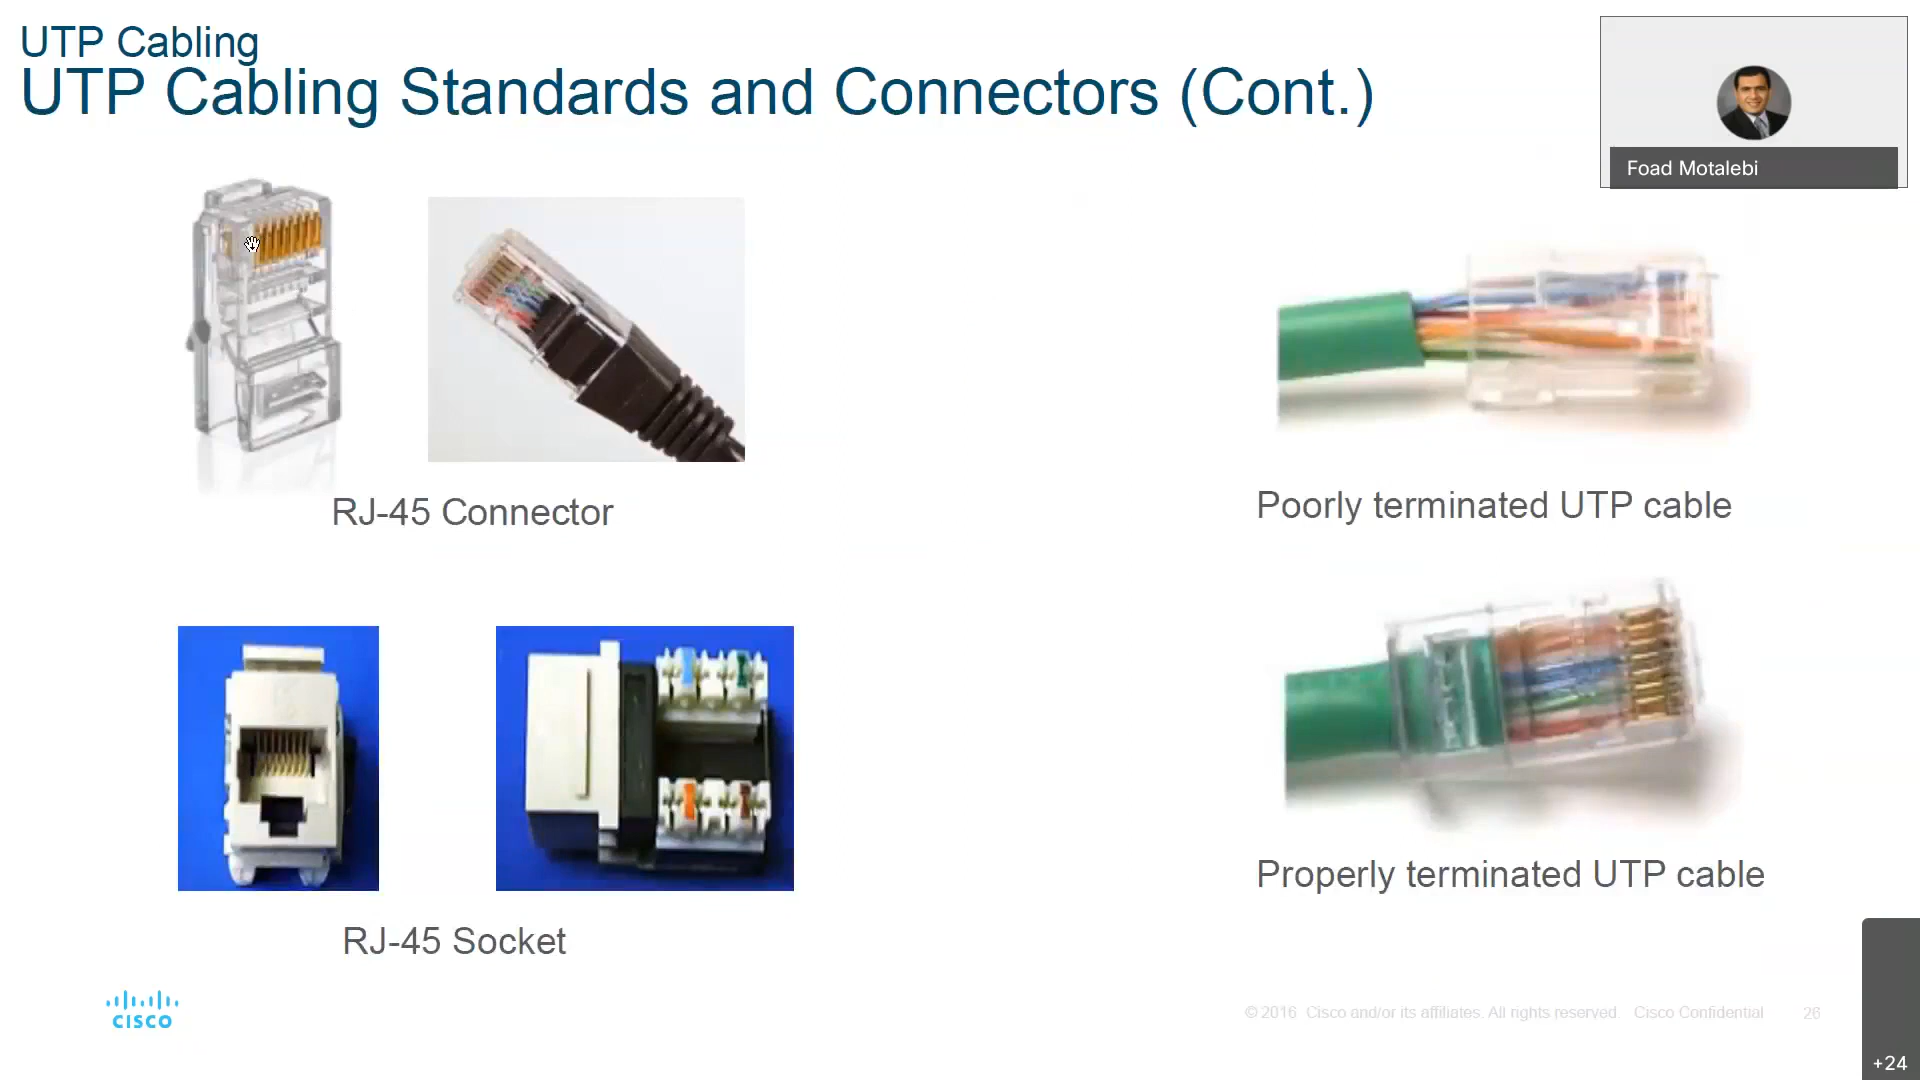 UTP Cabling
UTP Cabling Standards and Connectors (Cont.)
Foad Motalebi
RJ-45 Connector
Poorly terminated UTP cable
RJ-45 Socket
Properly terminated UTP cable
CISCO
© 2016 Cisco and/or its affiliates. All rights reserved. Cisco Confidential 26
+24